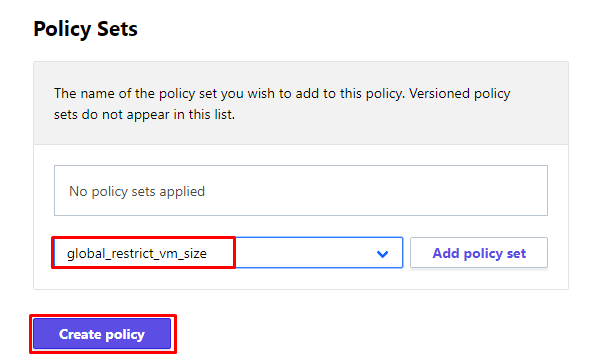 Policy Sets
The name of the policy set you wish to add to this policy. Versioned policy
sets do not appear in this list.
No policy sets applied
global_restrict_vm_size
Add policy set
Create policy